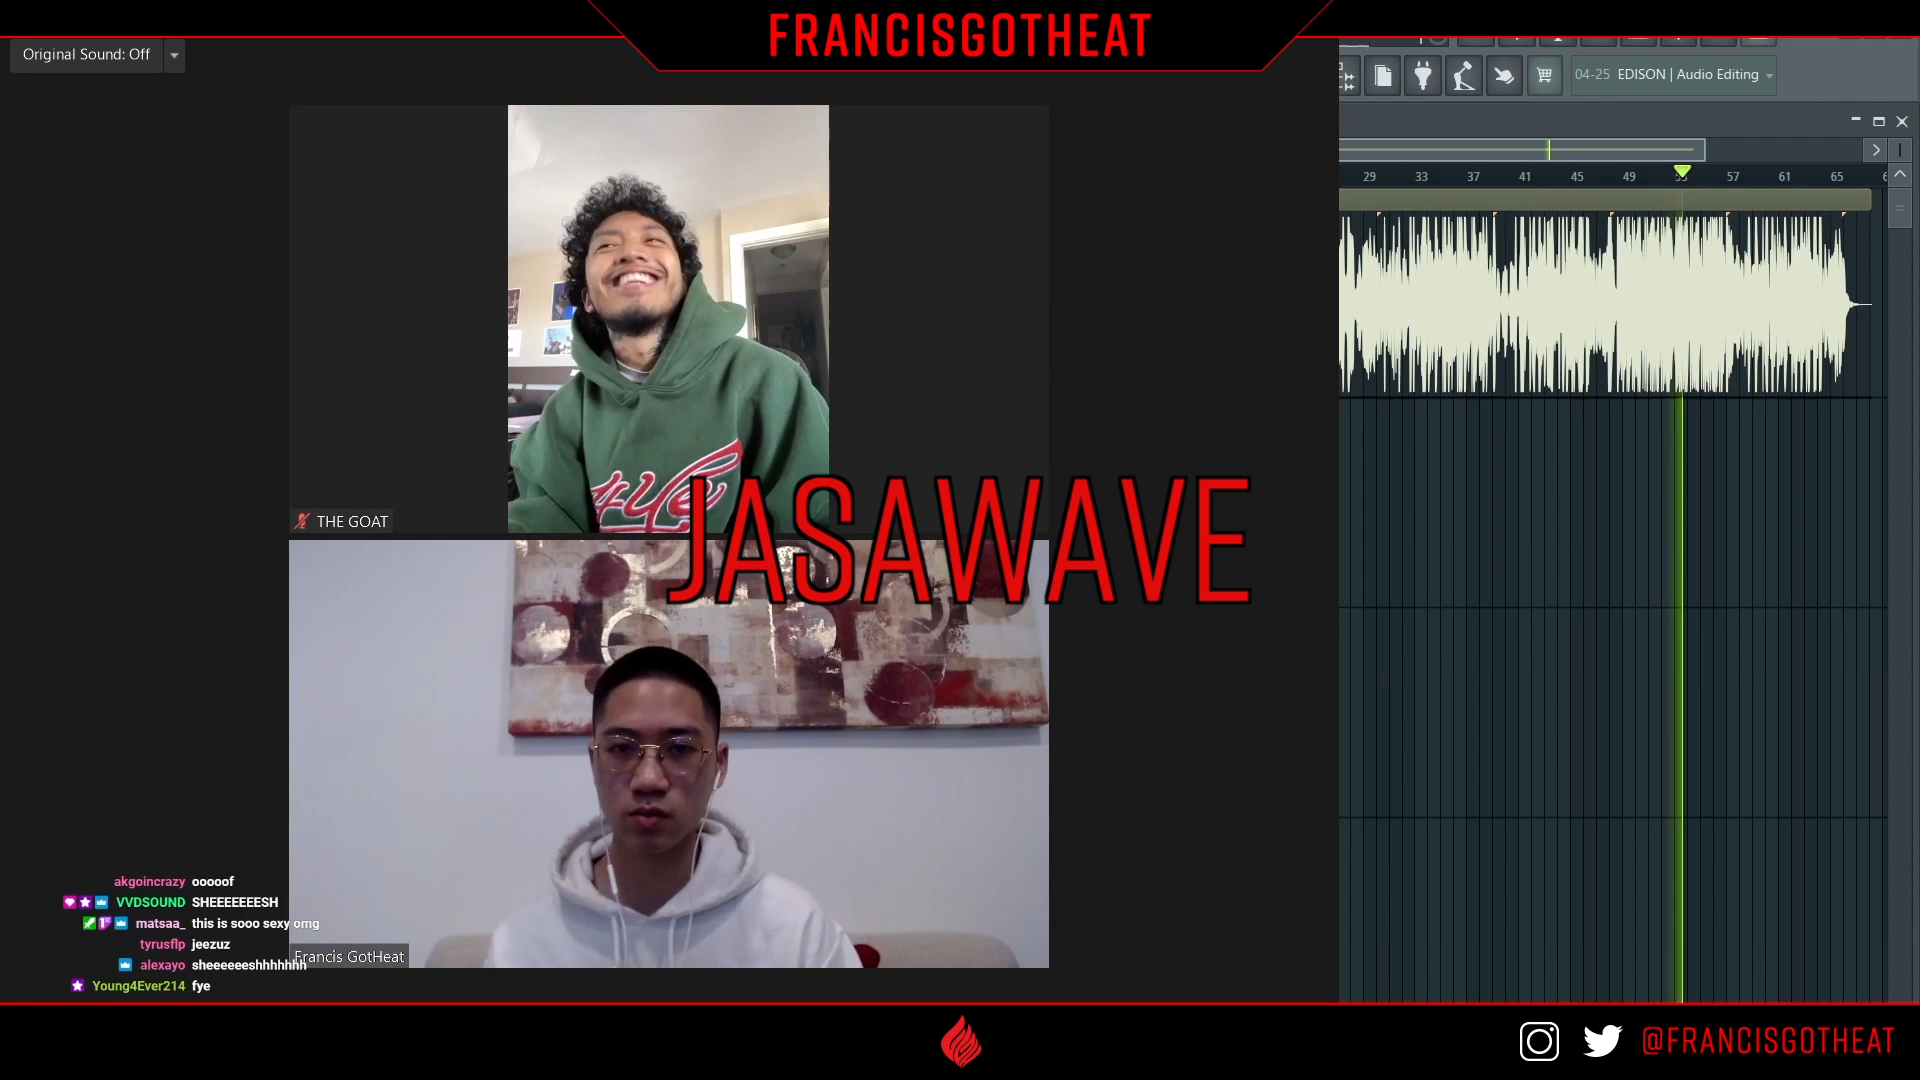 FRANCISGOTHEAT
Original Sound: Off
04-25 EDISON | Audio Editing
29 33 37 41 45 49 53 57 61 65
THE GOAT
JASAWAVE
akgoincrazy ooooof
VVDSOUND SHEEEEEEESH
matsaa_ this is sooo sexy omg
tyrusflp jeezuz
alexayo sheeeeeeshhhhhhh
Young4Ever214 fye
Francis GotHeat
@FRANCISGOTHEAT